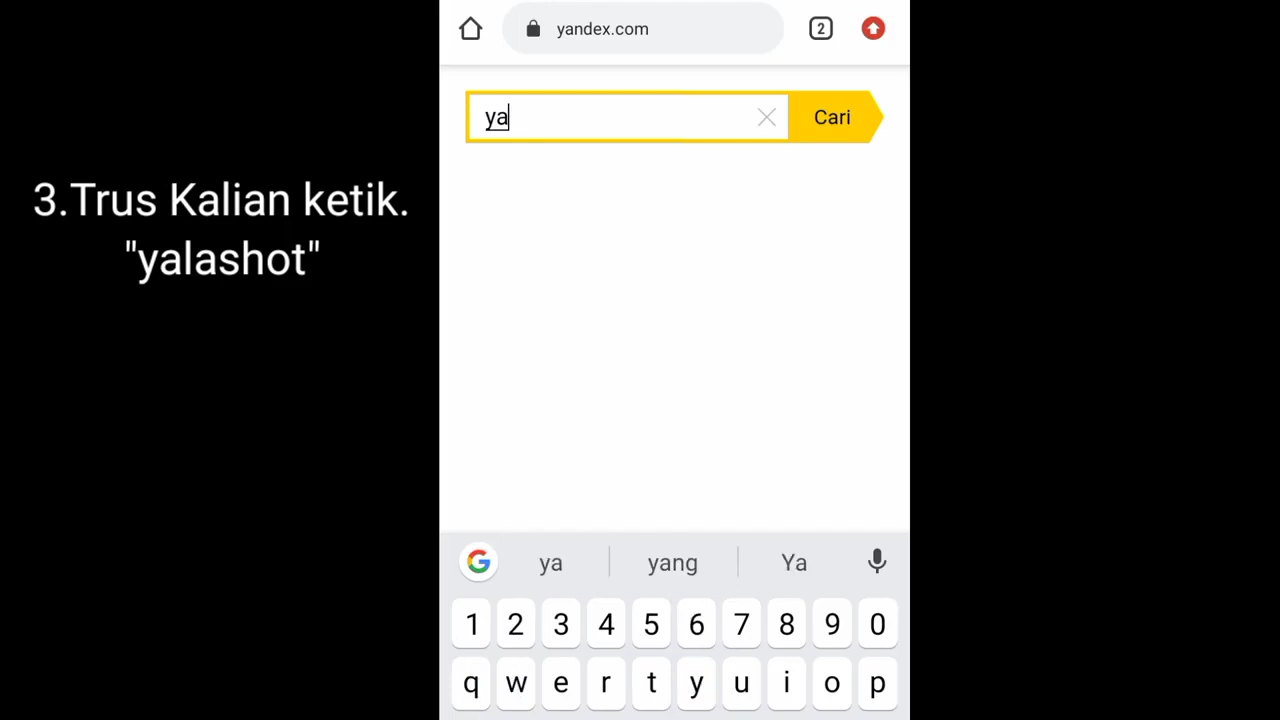 yandex.com
2
ya
Cari
3.Trus Kalian ketik.
"yalashot"
G ya yang Ya
1 2 3 4 5 6 7 8 9 0
q w e r t y u i o p